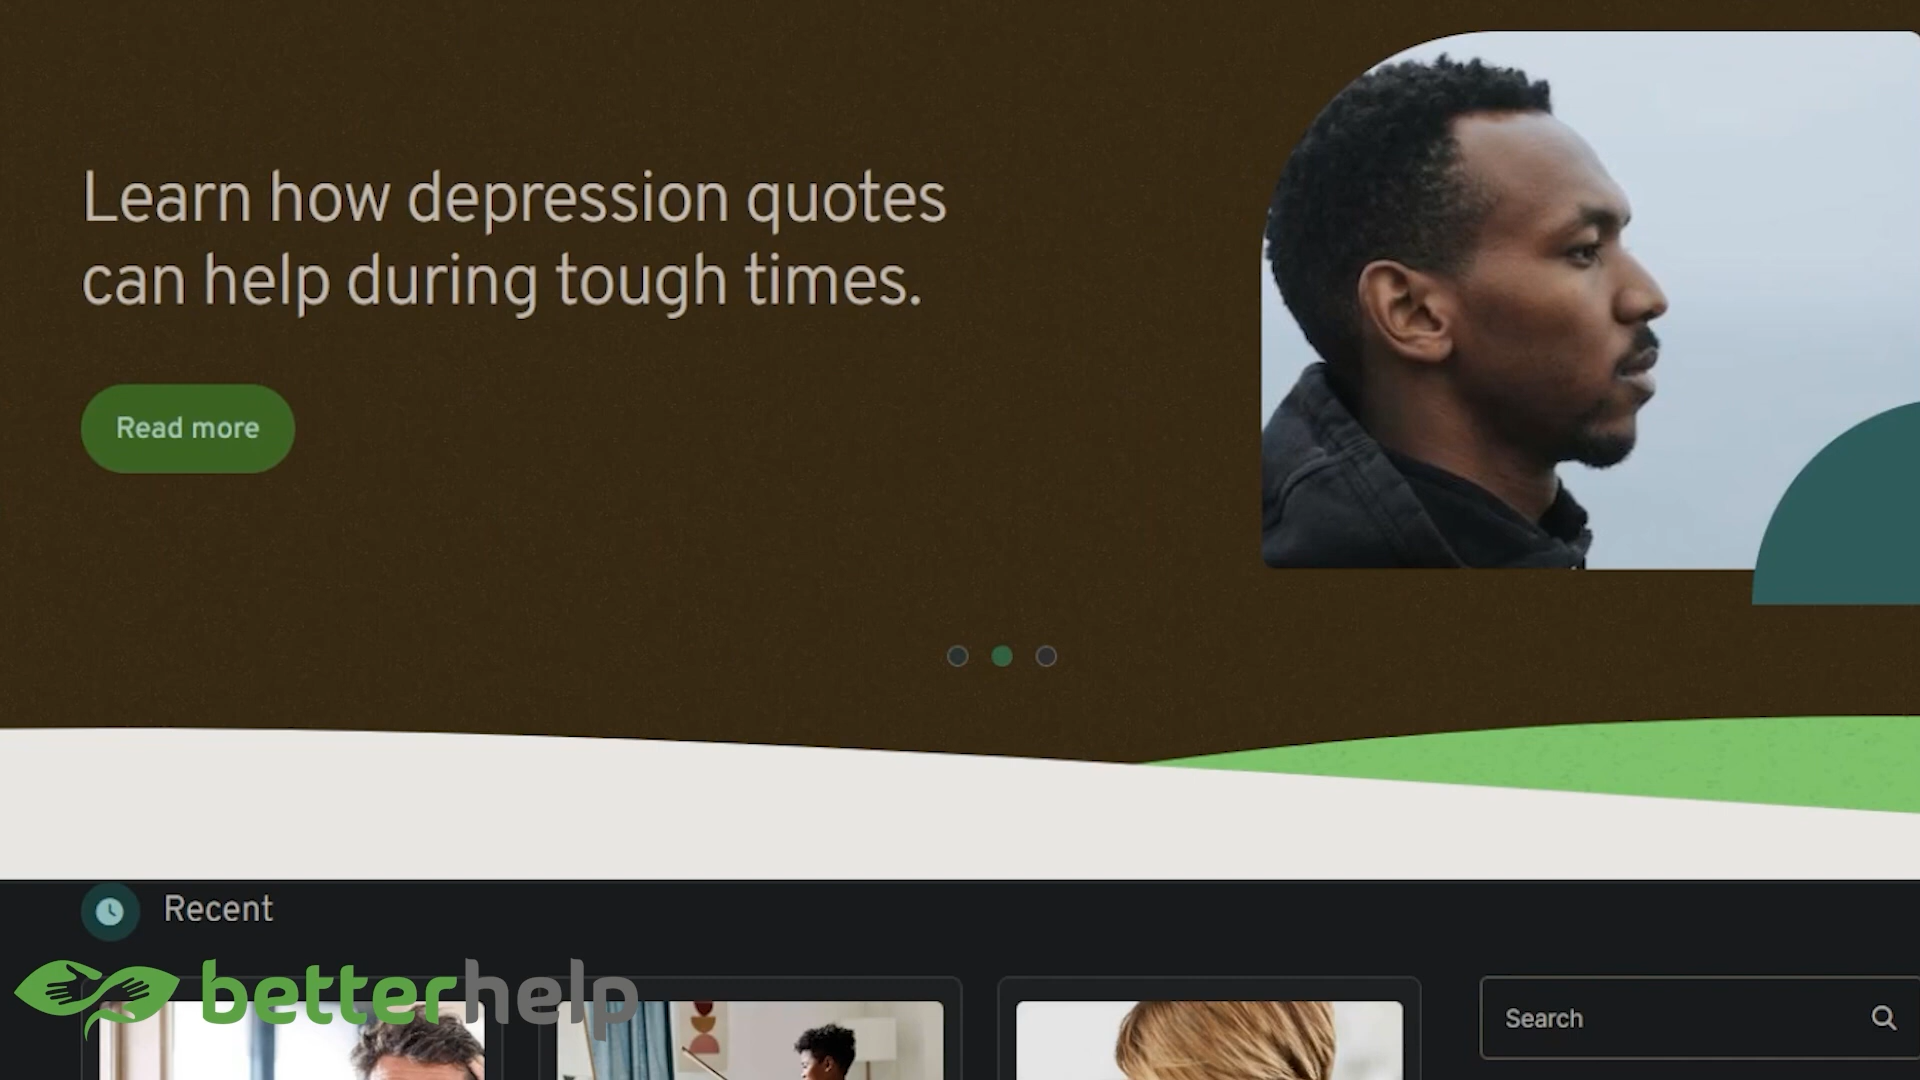 Learn how depression quotes
can help during tough times.
Read more
Recent
betterhelp
Search